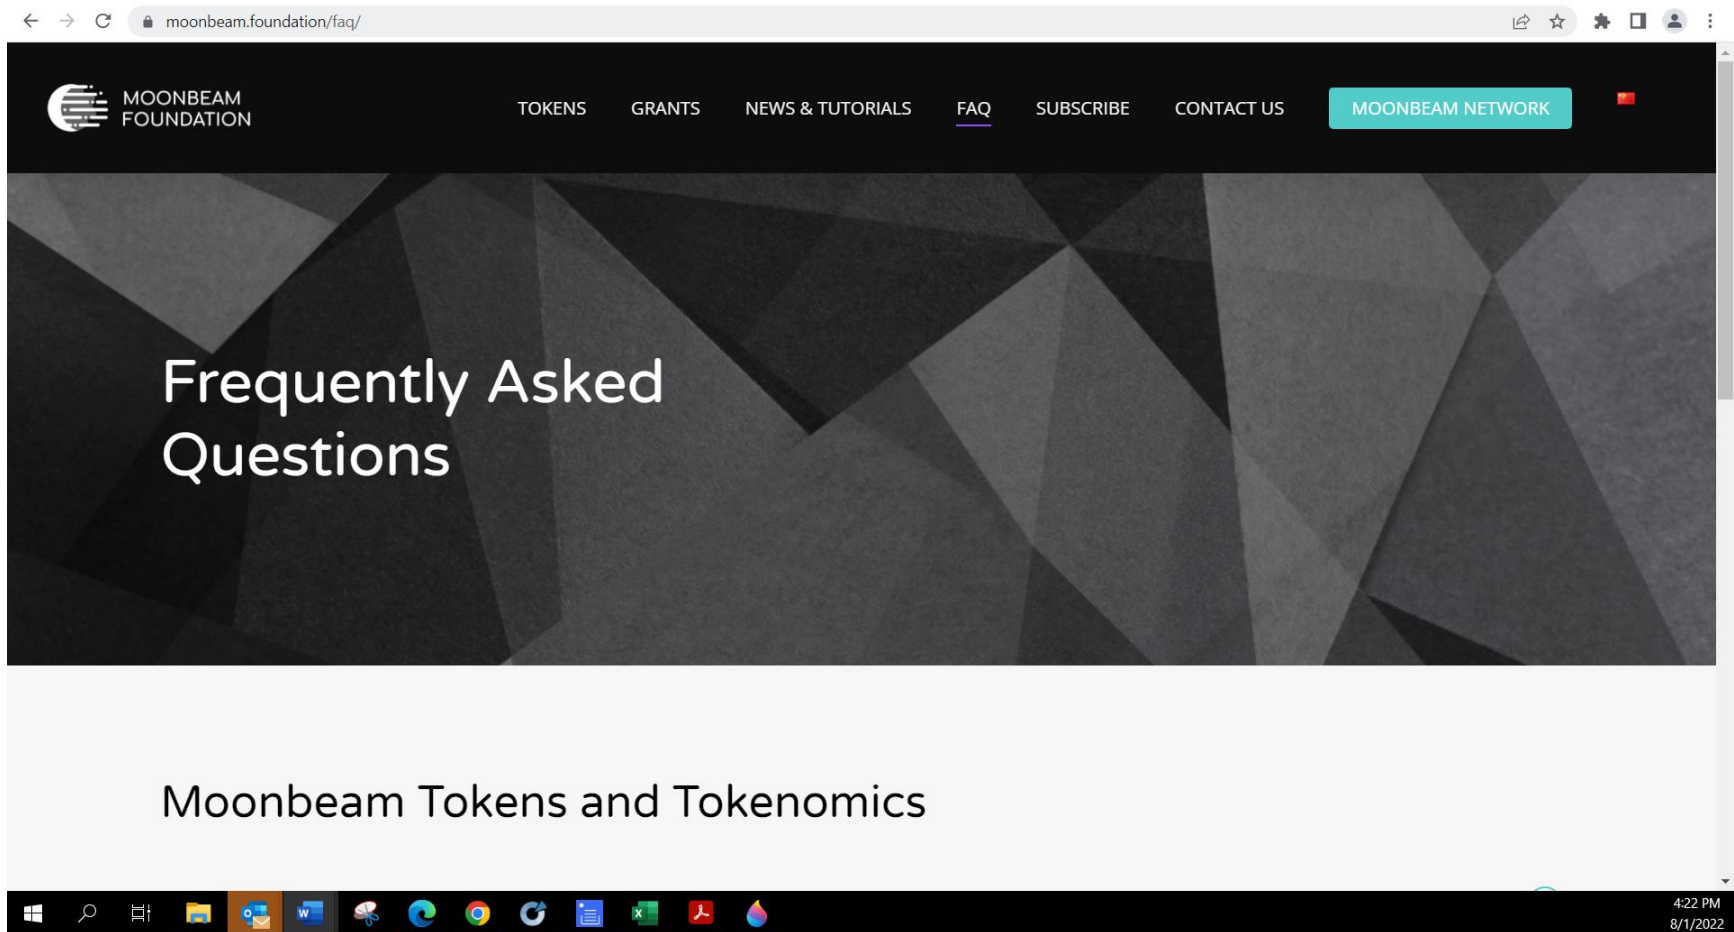 moonbeam.foundation/faq/
MOONBEAM
FOUNDATION
TOKENS GRANTS NEWS & TUTORIALS FAQ SUBSCRIBE CONTACT US MOONBEAM NETWORK
Frequently Asked
Questions
Moonbeam Tokens and Tokenomics
4:22 PM
8/1/2022